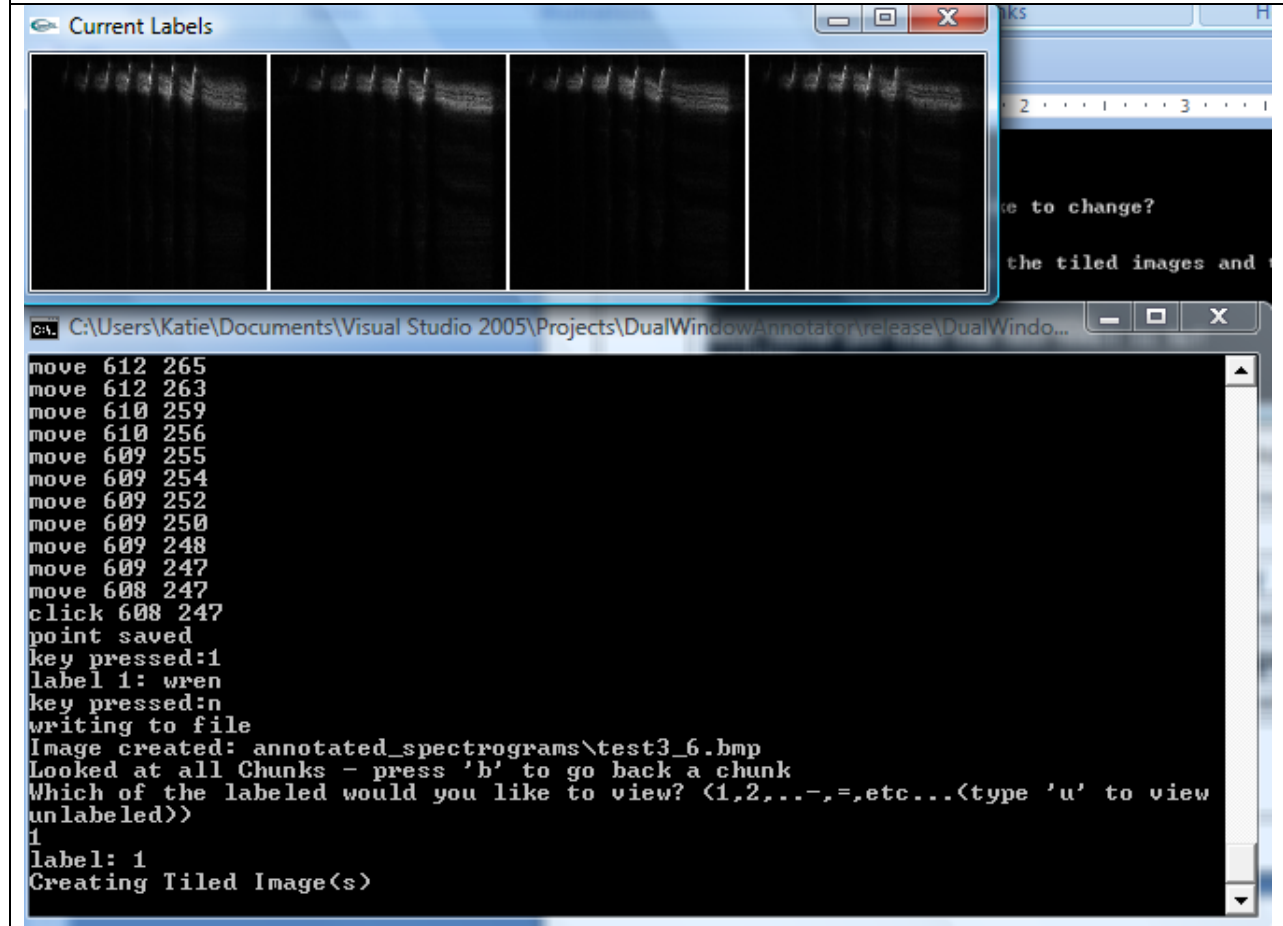 Current Labels
nks
H
2 3
ke to change?
the tiled images and
C:\Users\Katie\Documents\Visual Studio 2005\Projects\DualWindowAnnotator\release\DualWindo...
move 612 265
move 612 263
move 610 259
move 610 256
move 609 255
move 609 254
move 609 252
move 609 250
move 609 248
move 609 247
move 608 247
click 608 247
point saved
key pressed:1
label 1: wren
key pressed:n
writing to file
Image created: annotated_spectrograms\test3_6.bmp
Looked at all Chunks - press 'b' to go back a chunk
Which of the labeled would you like to view? (1,2,...-,=,etc...(type 'u' to view
unlabeled))
1
label: 1
Creating Tiled Image(s)